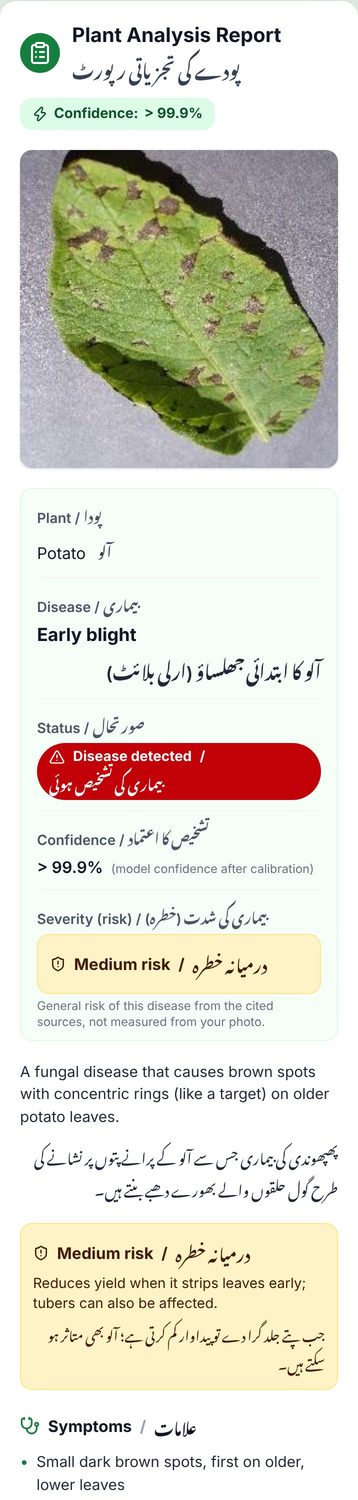 Plant Analysis Report
پودے کی تجزیاتی رپورٹ
Confidence: > 99.9%
Plant / پودا
Potato آلو
Disease / بیماری
Early blight
آلو کا ابتدائی جھلساؤ (ارلی بلائٹ)
Status / صورتحال
Disease detected /
بیماری کی تشخیص ہوئی
Confidence / تشخیص کا اعتماد
> 99.9% (model confidence after calibration)
Severity (risk) / بیماری کی شدت (خطرہ)
Medium risk / درمیانہ خطرہ
General risk of this disease from the cited
sources, not measured from your photo.
A fungal disease that causes brown spots
with concentric rings (like a target) on older
potato leaves.
پھپھوندی کی بیماری جس سے آلو کے پرانے پتوں پر نشانے کی
طرح گول حلقوں والے بھورے دھبے بنتے ہیں۔
Medium risk / درمیانہ خطرہ
Reduces yield when it strips leaves early;
tubers can also be affected.
جب پتے جلد گرا دے تو پیداوار کم کرتی ہے؛ آلو بھی متاثر ہو
سکتے ہیں۔
Symptoms / علامات
• Small dark brown spots, first on older,
lower leaves